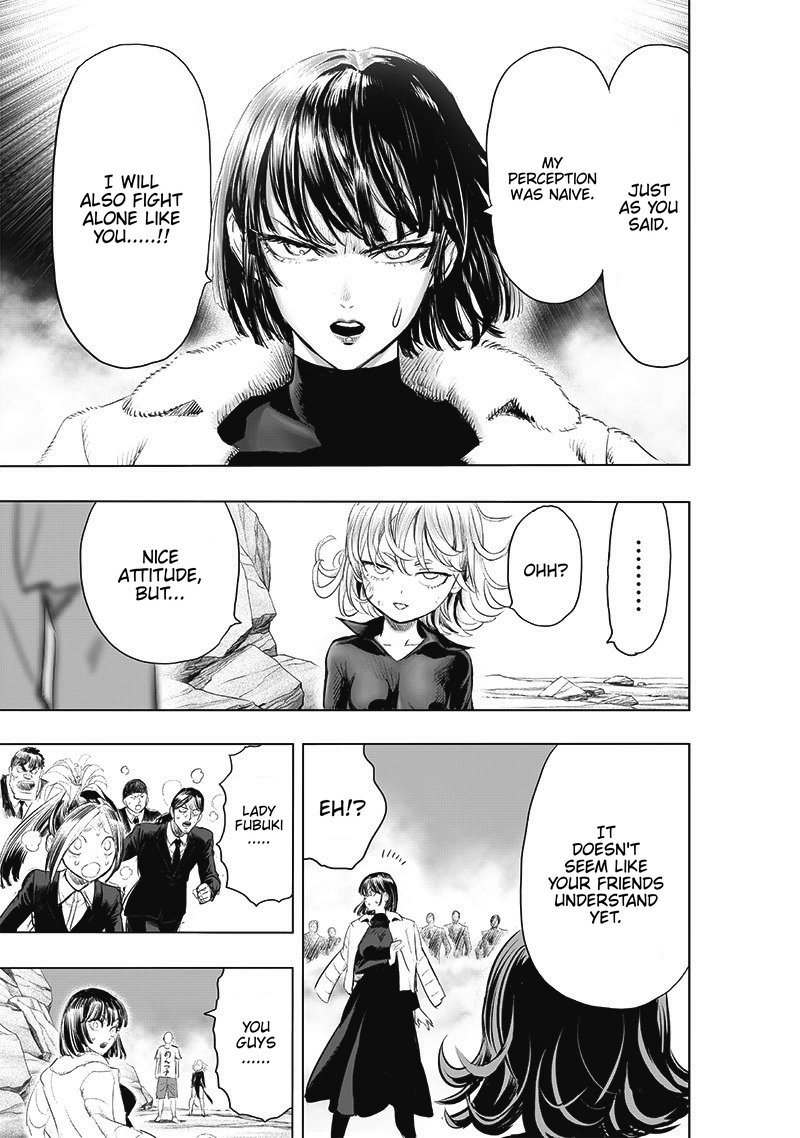 JUST
AS YOU
SAID.
MY
PERCEPTION
WAS NAIVE.
I WILL
ALSO FIGHT
ALONE LIKE
YOU.....!!
.........
OHH?
NICE
ATTITUDE,
BUT...
IT
DOESN'T
SEEM LIKE
YOUR FRIENDS
UNDERSTAND
YET.
EH!?
LADY
FUBUKI
.....
YOU
GUYS
......